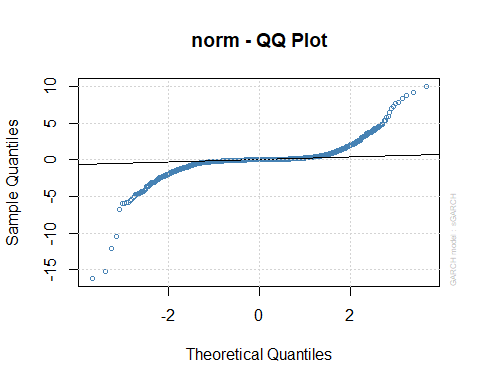 norm - QQ Plot
10
5
0
-5
-10
-15
Sample Quantiles
-2
0
2
Theoretical Quantiles
GARCH model : sGARCH